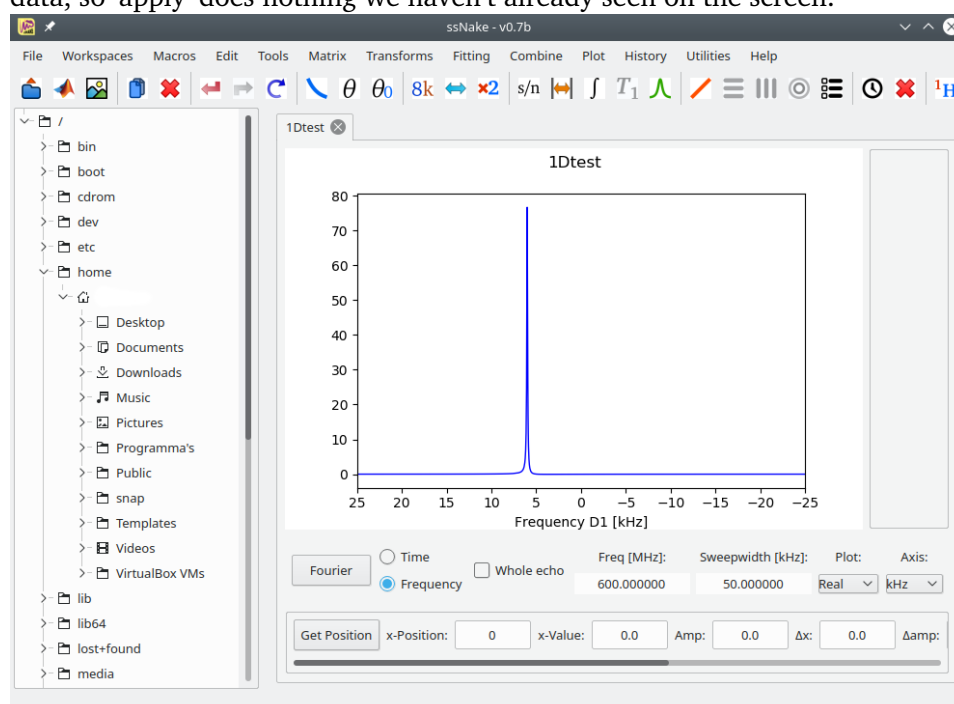 data, so 'apply' does nothing we haven't already seen on the screen.
ssNake - v0.7b
File Workspaces Macros Edit Tools Matrix Transforms Fitting Combine Plot History Utilities Help
θ θ0 8k ×2 s/n ∫ T1 1H
/
bin
boot
cdrom
dev
etc
home
Desktop
Documents
Downloads
Music
Pictures
Programma's
Public
snap
Templates
Videos
VirtualBox VMs
lib
lib64
lost+found
media
1Dtest
1Dtest
80
70
60
50
40
30
20
10
0
25 20 15 10 5 0 −5 −10 −15 −20 −25
Frequency D1 [kHz]
Fourier
Time
Frequency
Whole echo
Freq [MHz]: Sweepwidth [kHz]: Plot: Axis:
600.000000 50.000000 Real kHz
Get Position x-Position: 0 x-Value: 0.0 Amp: 0.0 Δx: 0.0 Δamp: